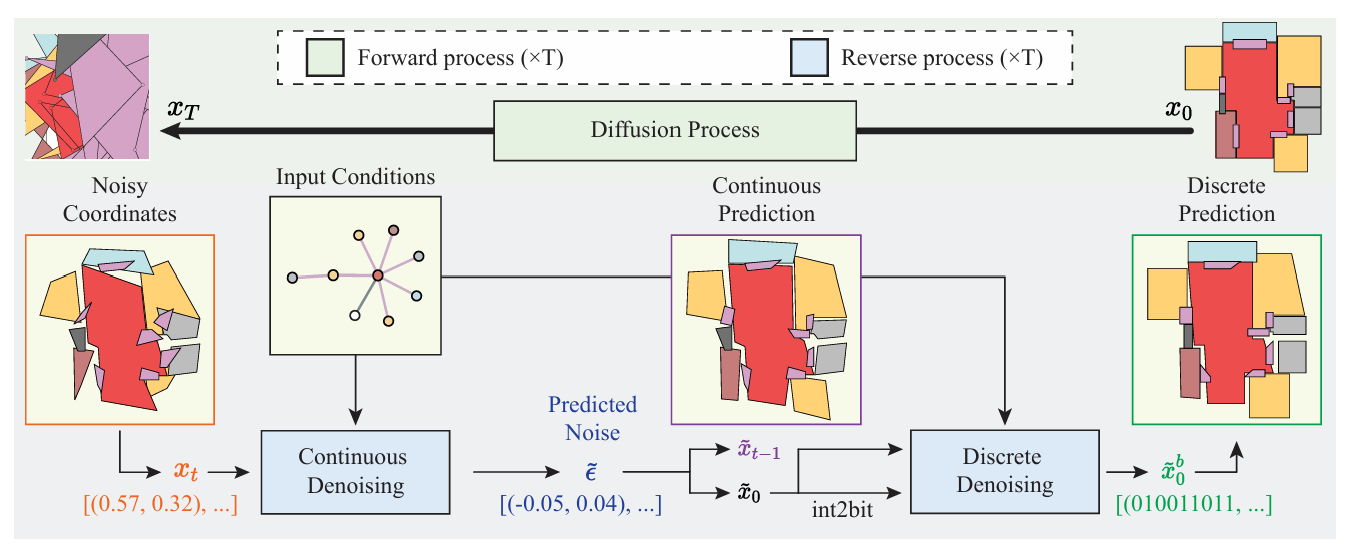 Forward process (×T)
Reverse process (×T)
x_T
Diffusion Process
x_0
Noisy
Coordinates
Input Conditions
Continuous
Prediction
Discrete
Prediction
Predicted
Noise
x_t
[(0.57, 0.32), ...]
Continuous
Denoising
ε̃
[(-0.05, 0.04), ...]
x̃_{t−1}
x̃_0
int2bit
Discrete
Denoising
x̃_0^b
[(010011011, ...]